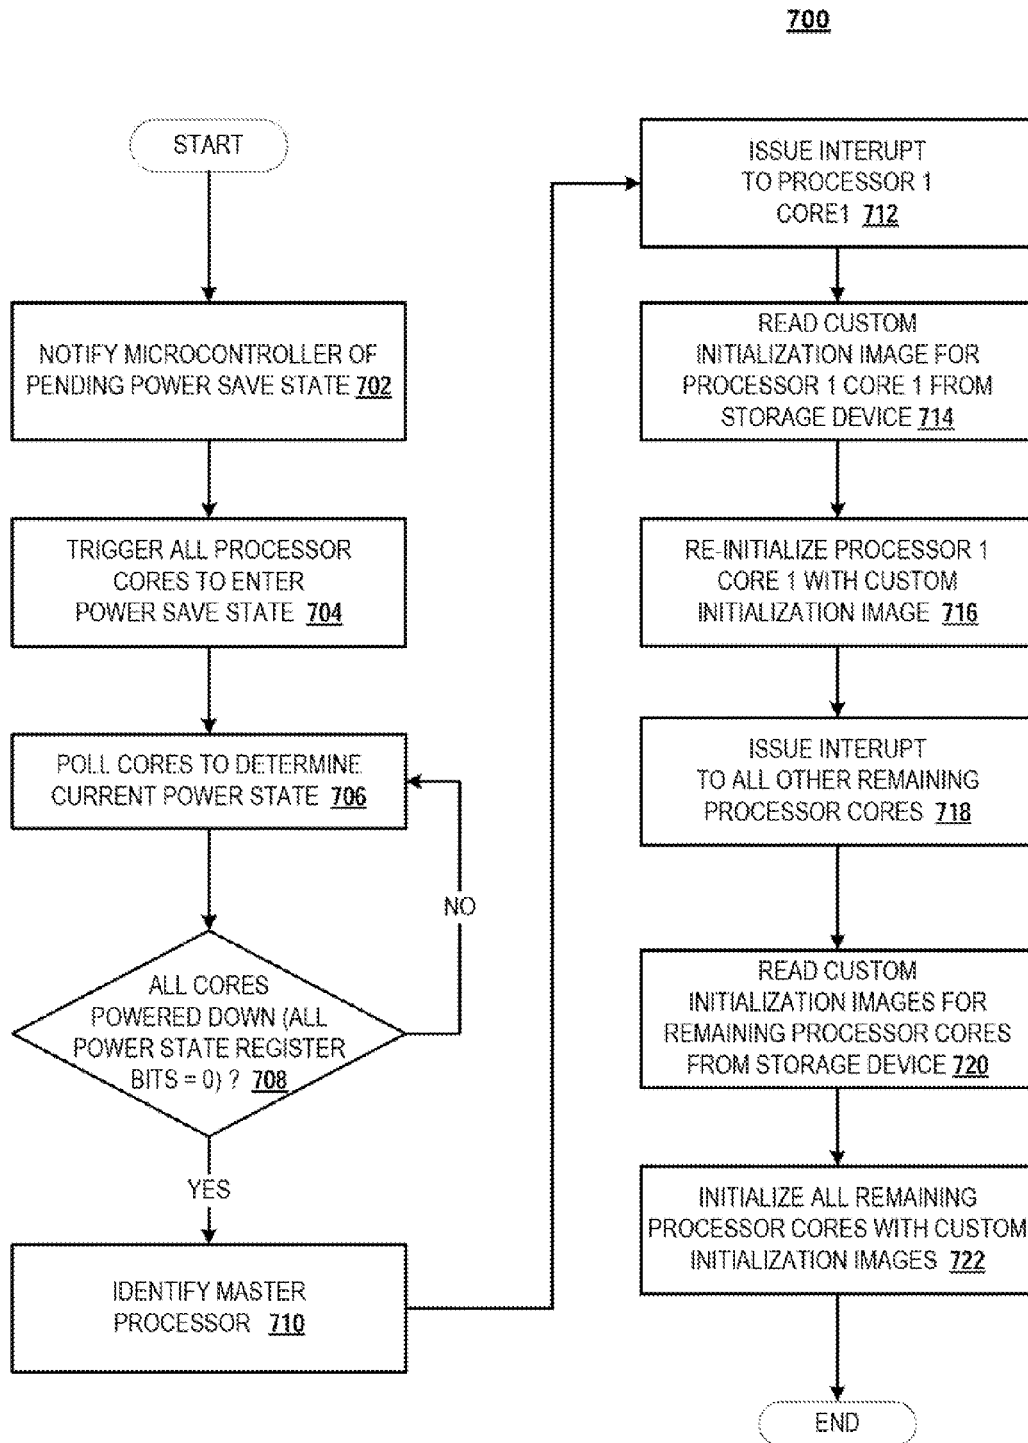 700
START
NOTIFY MICROCONTROLLER OF
PENDING POWER SAVE STATE 702
TRIGGER ALL PROCESSOR
CORES TO ENTER
POWER SAVE STATE 704
POLL CORES TO DETERMINE
CURRENT POWER STATE 706
NO
ALL CORES
POWERED DOWN (ALL
POWER STATE REGISTER
BITS = 0) ? 708
YES
IDENTIFY MASTER
PROCESSOR 710
ISSUE INTERUPT
TO PROCESSOR 1
CORE1 712
READ CUSTOM
INITIALIZATION IMAGE FOR
PROCESSOR 1 CORE 1 FROM
STORAGE DEVICE 714
RE-INITIALIZE PROCESSOR 1
CORE 1 WITH CUSTOM
INITIALIZATION IMAGE 716
ISSUE INTERUPT
TO ALL OTHER REMAINING
PROCESSOR CORES 718
READ CUSTOM
INITIALIZATION IMAGES FOR
REMAINING PROCESSOR CORES
FROM STORAGE DEVICE 720
INITIALIZE ALL REMAINING
PROCESSOR CORES WITH CUSTOM
INITIALIZATION IMAGES 722
END